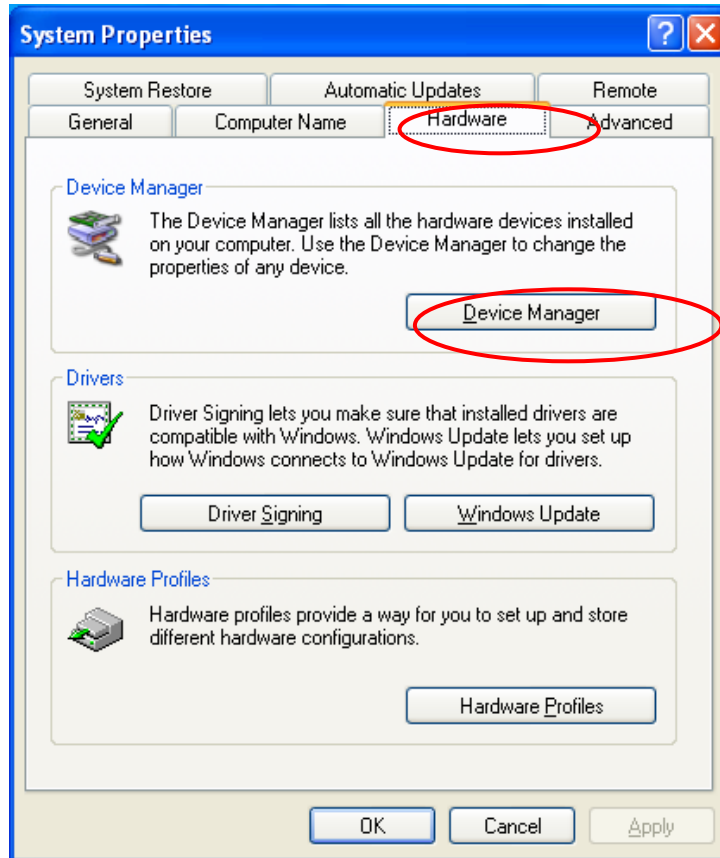 System Properties
System Restore Automatic Updates Remote
General Computer Name Hardware Advanced
Device Manager
The Device Manager lists all the hardware devices installed
on your computer. Use the Device Manager to change the
properties of any device.
Device Manager
Drivers
Driver Signing lets you make sure that installed drivers are
compatible with Windows. Windows Update lets you set up
how Windows connects to Windows Update for drivers.
Driver Signing Windows Update
Hardware Profiles
Hardware profiles provide a way for you to set up and store
different hardware configurations.
Hardware Profiles
OK Cancel Apply